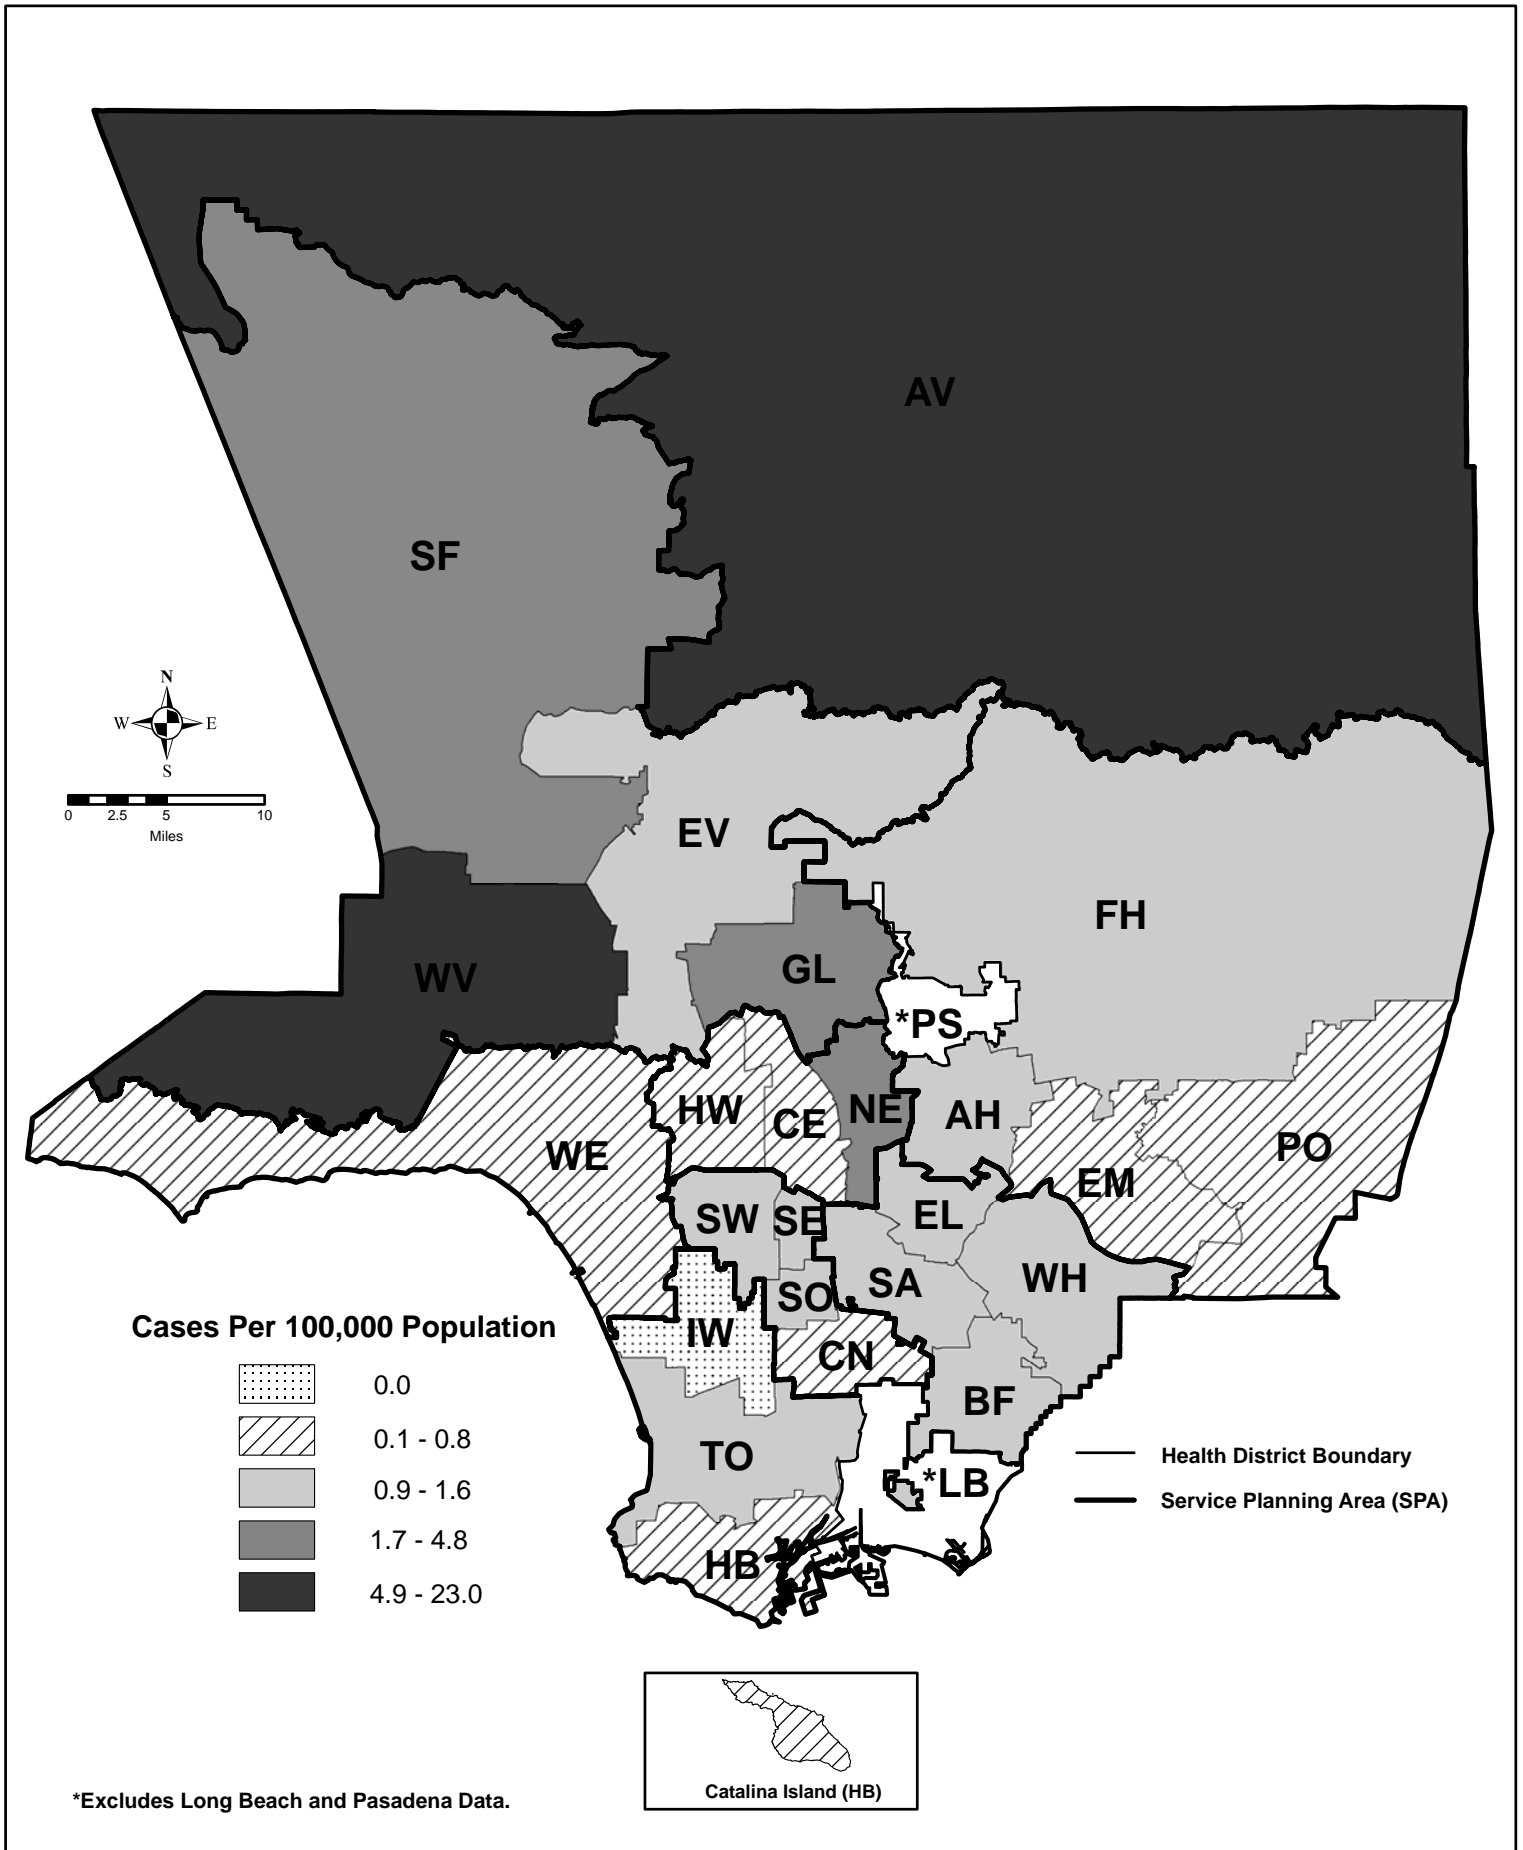 AV
SF
N
W E
S
0 2.5 5 10
Miles
EV
FH
WV
GL
*PS
HW
CE
NE
AH
WE
PO
EM
SW
SE
EL
SA
WH
SO
IW
CN
BF
TO
*LB
HB
Cases Per 100,000 Population
0.0
0.1 - 0.8
0.9 - 1.6
1.7 - 4.8
4.9 - 23.0
Health District Boundary
Service Planning Area (SPA)
Catalina Island (HB)
*Excludes Long Beach and Pasadena Data.